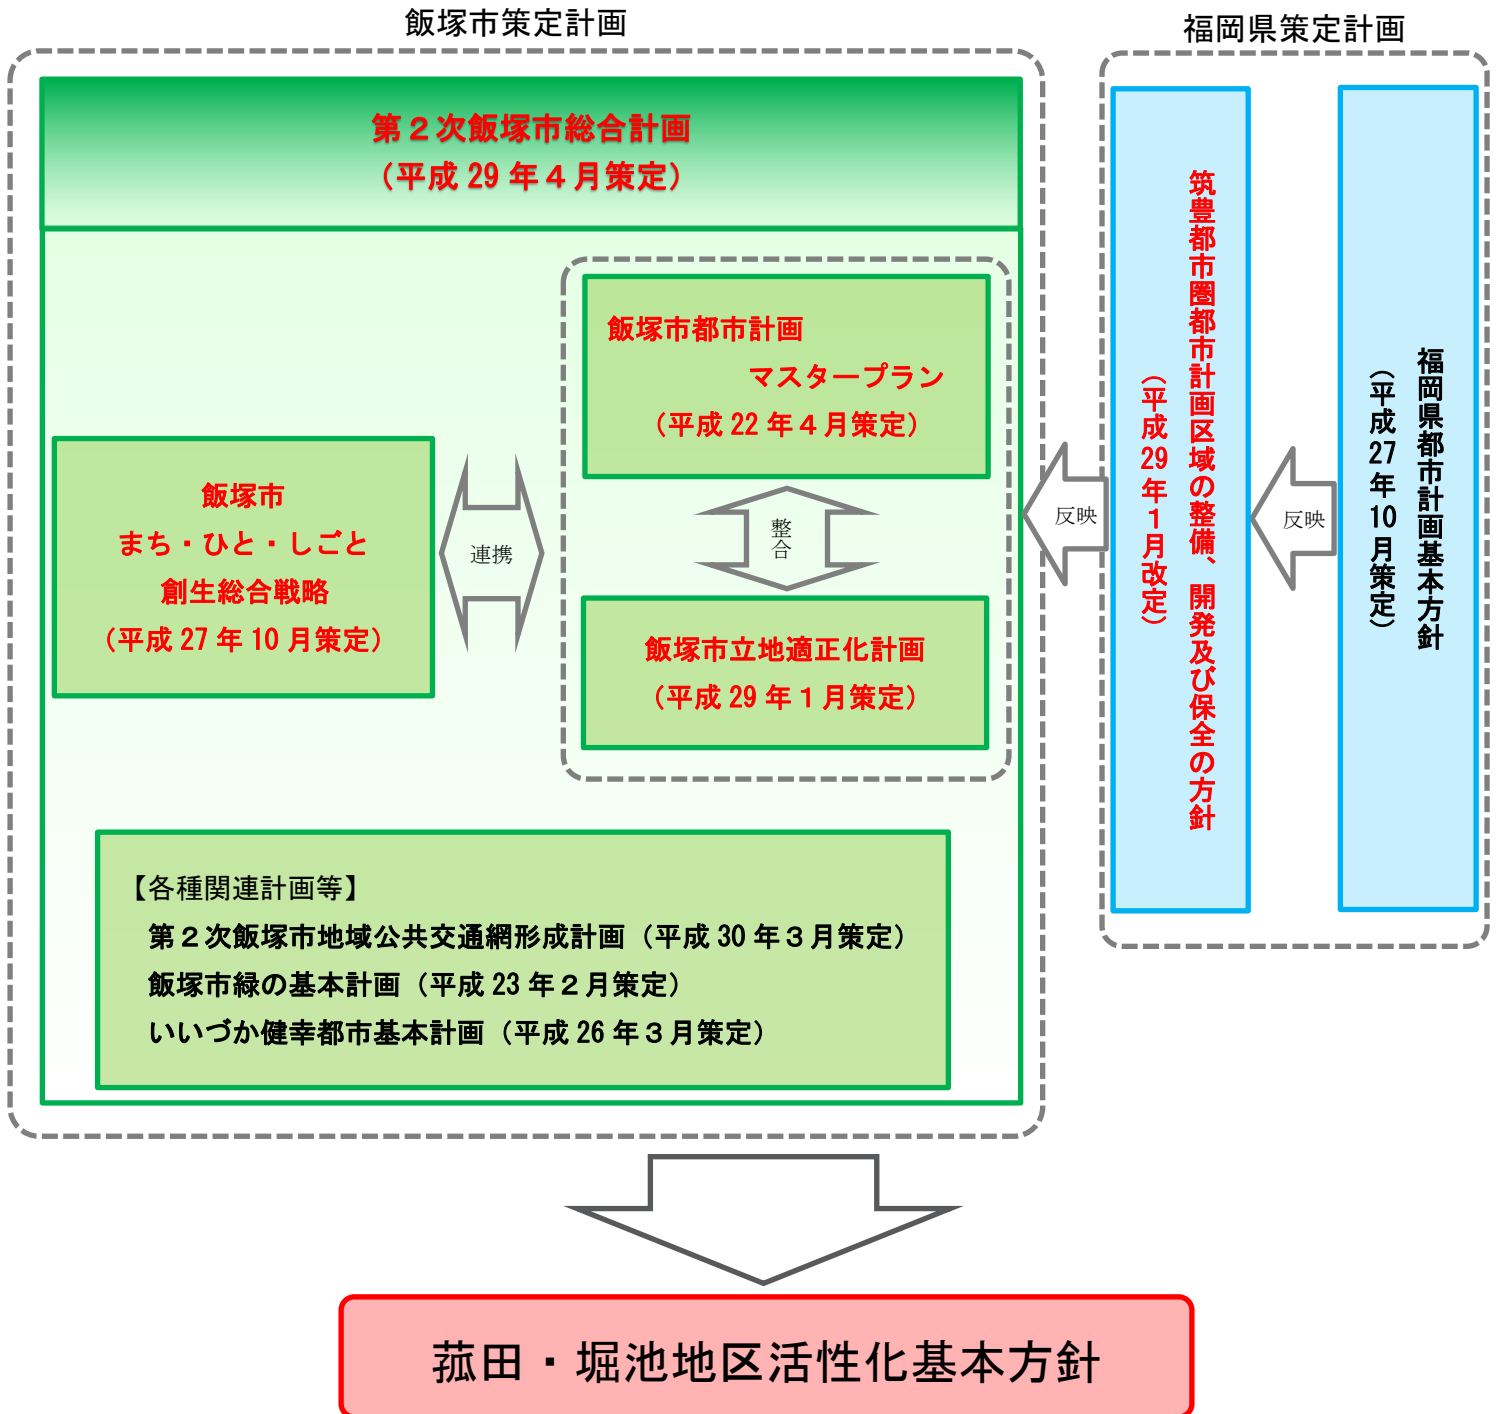 飯塚市策定計画
第２次飯塚市総合計画
（平成 29 年４月策定）
飯塚市都市計画
マスタープラン
（平成 22 年４月策定）
整合
飯塚市立地適正化計画
（平成 29 年１月策定）
連携
飯塚市
まち・ひと・しごと
創生総合戦略
（平成 27 年 10 月策定）
【各種関連計画等】
第２次飯塚市地域公共交通網形成計画（平成 30 年３月策定）
飯塚市緑の基本計画（平成 23 年２月策定）
いいづか健幸都市基本計画（平成 26 年３月策定）
福岡県策定計画
福岡県都市計画基本方針
（平成 27 年 10 月策定）
反映
筑豊都市圏都市計画区域の整備、開発及び保全の方針
（平成 29 年１月改定）
反映
菰田・堀池地区活性化基本方針